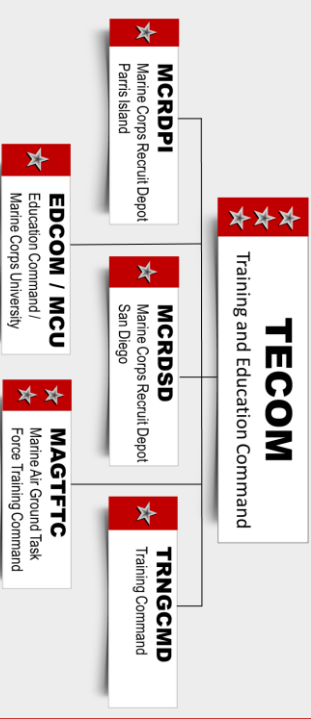 TECOM
Training and Education Command
MCRDPI
Marine Corps Recruit Depot
Parris Island
MCRDSD
Marine Corps Recruit Depot
San Diego
TRNGCMD
Training Command
EDCOM / MCU
Education Command /
Marine Corps University
MAGTFTC
Marine Air Ground Task
Force Training Command